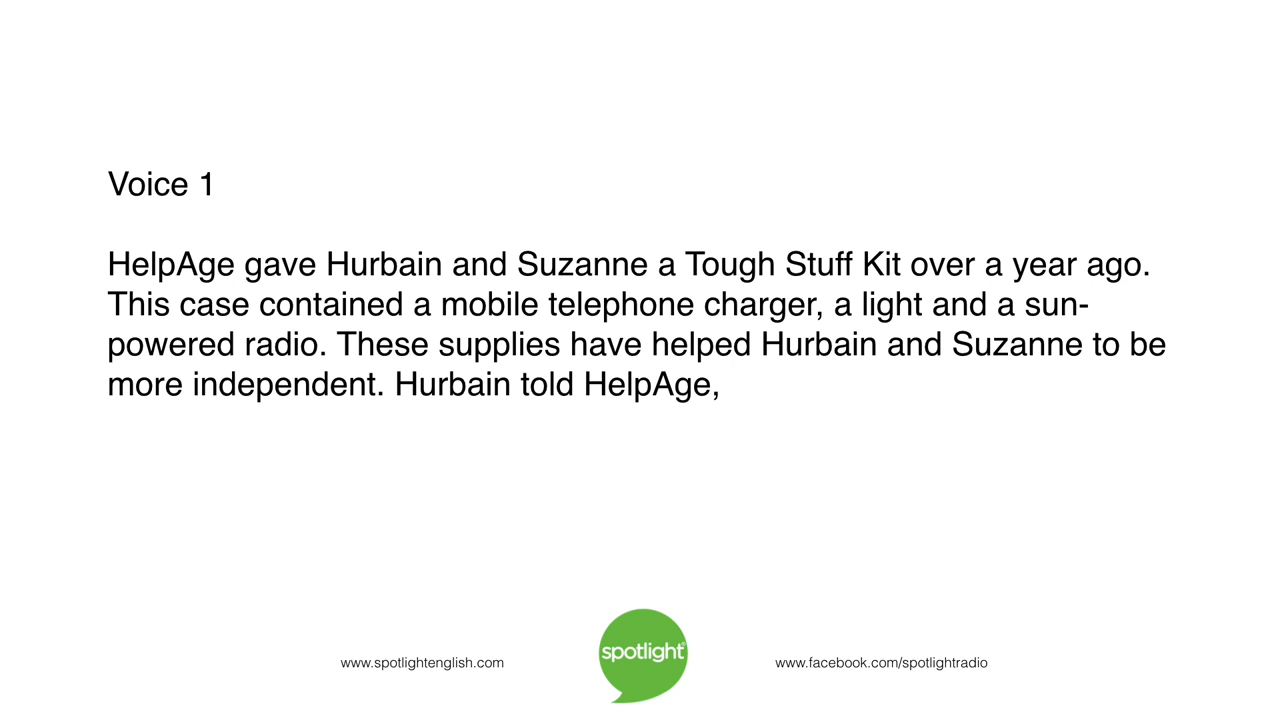 Voice 1
HelpAge gave Hurbain and Suzanne a Tough Stuff Kit over a year ago.
This case contained a mobile telephone charger, a light and a sun-
powered radio. These supplies have helped Hurbain and Suzanne to be
more independent. Hurbain told HelpAge,
www.spotlightenglish.com
spotlight
www.facebook.com/spotlightradio